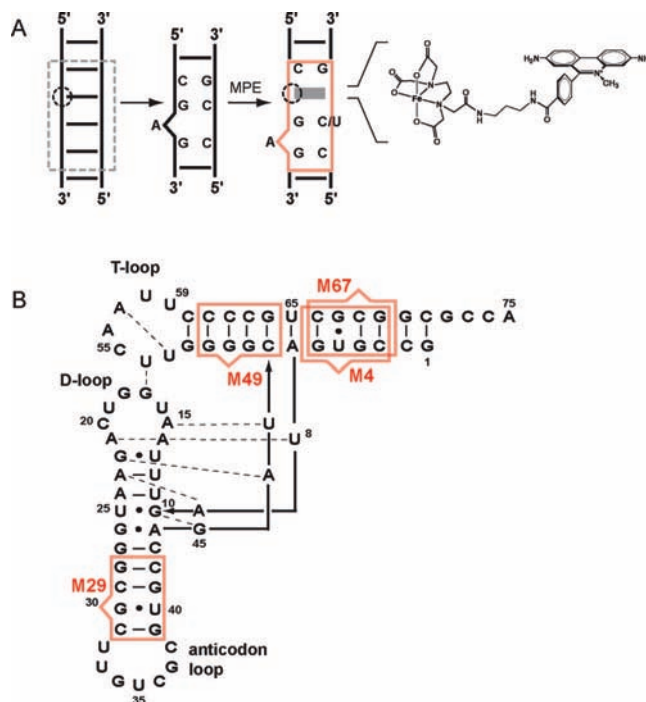 A
5' 3'
5' 3'
5' 3'
C G
G C
A
G C
MPE
C G
G C/U
A
G C
3' 5'
3' 5'
3' 5'
O
O
O
O
O
O
Fe
N
N
O
N
H
H
N
O
H₂N
N
CH₃
B
T-loop
59
65
M67
75
A U U C C C C G U C G C G G C G C C A
A
55 C U
U G G G G C A G U G C C G
1
M49
M4
D-loop
U G G U
20 C
15
A U
A A U 8
G • U
A A
A U
A
25 U • 10 G
G • A G
45
G C
G C
M29
G G
C U
30
G • 40 U
C G
U C
U G
G U C
35
anticodon
loop